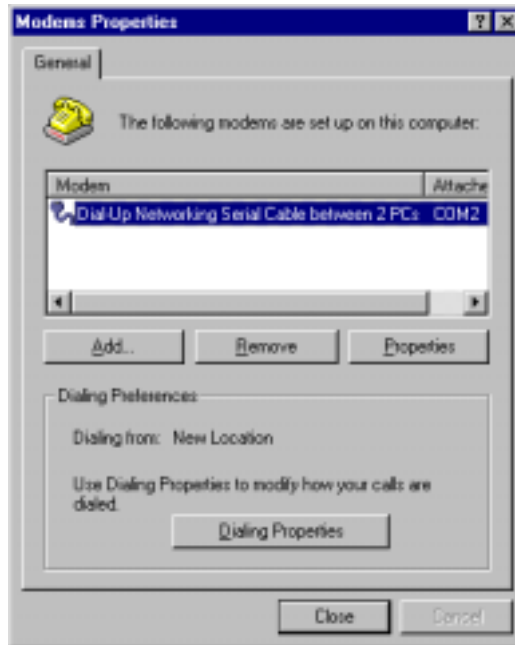 Modems Properties
General
The following modems are set up on this computer:
Modem Attache
Dial-Up Networking Serial Cable between 2 PCs COM2
Add... Remove Properties
Dialing Preferences
Dialing from: New Location
Use Dialing Properties to modify how your calls are
dialed.
Dialing Properties
Close Cancel